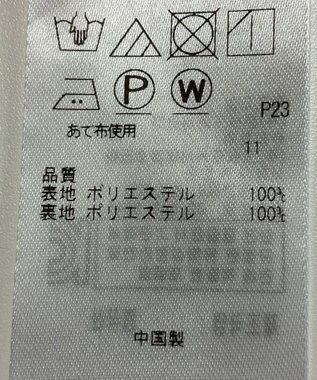 P W
P23
あて布使用
11
品質
表地 ポリエステル 100%
裏地 ポリエステル 100%
中国製